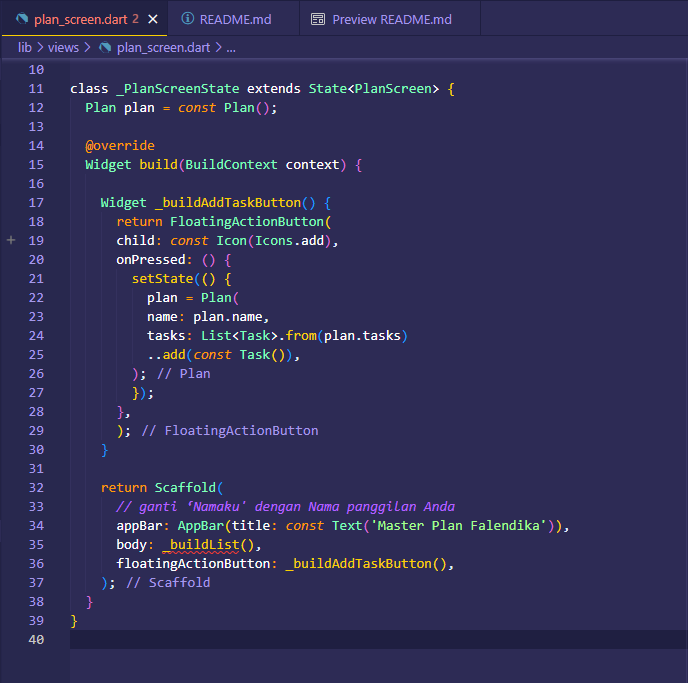 plan_screen.dart 2 ✕ README.md Preview README.md
lib > views > plan_screen.dart > ...
10
11 class _PlanScreenState extends State<PlanScreen> {
12 Plan plan = const Plan();
13
14 @override
15 Widget build(BuildContext context) {
16
17 Widget _buildAddTaskButton() {
18 return FloatingActionButton(
19 child: const Icon(Icons.add),
20 onPressed: () {
21 setState(() {
22 plan = Plan(
23 name: plan.name,
24 tasks: List<Task>.from(plan.tasks)
25 ..add(const Task()),
26 ); // Plan
27 });
28 },
29 ); // FloatingActionButton
30 }
31
32 return Scaffold(
33 // ganti ‘Namaku' dengan Nama panggilan Anda
34 appBar: AppBar(title: const Text('Master Plan Falendika')),
35 body: _buildList(),
36 floatingActionButton: _buildAddTaskButton(),
37 ); // Scaffold
38 }
39 }
40